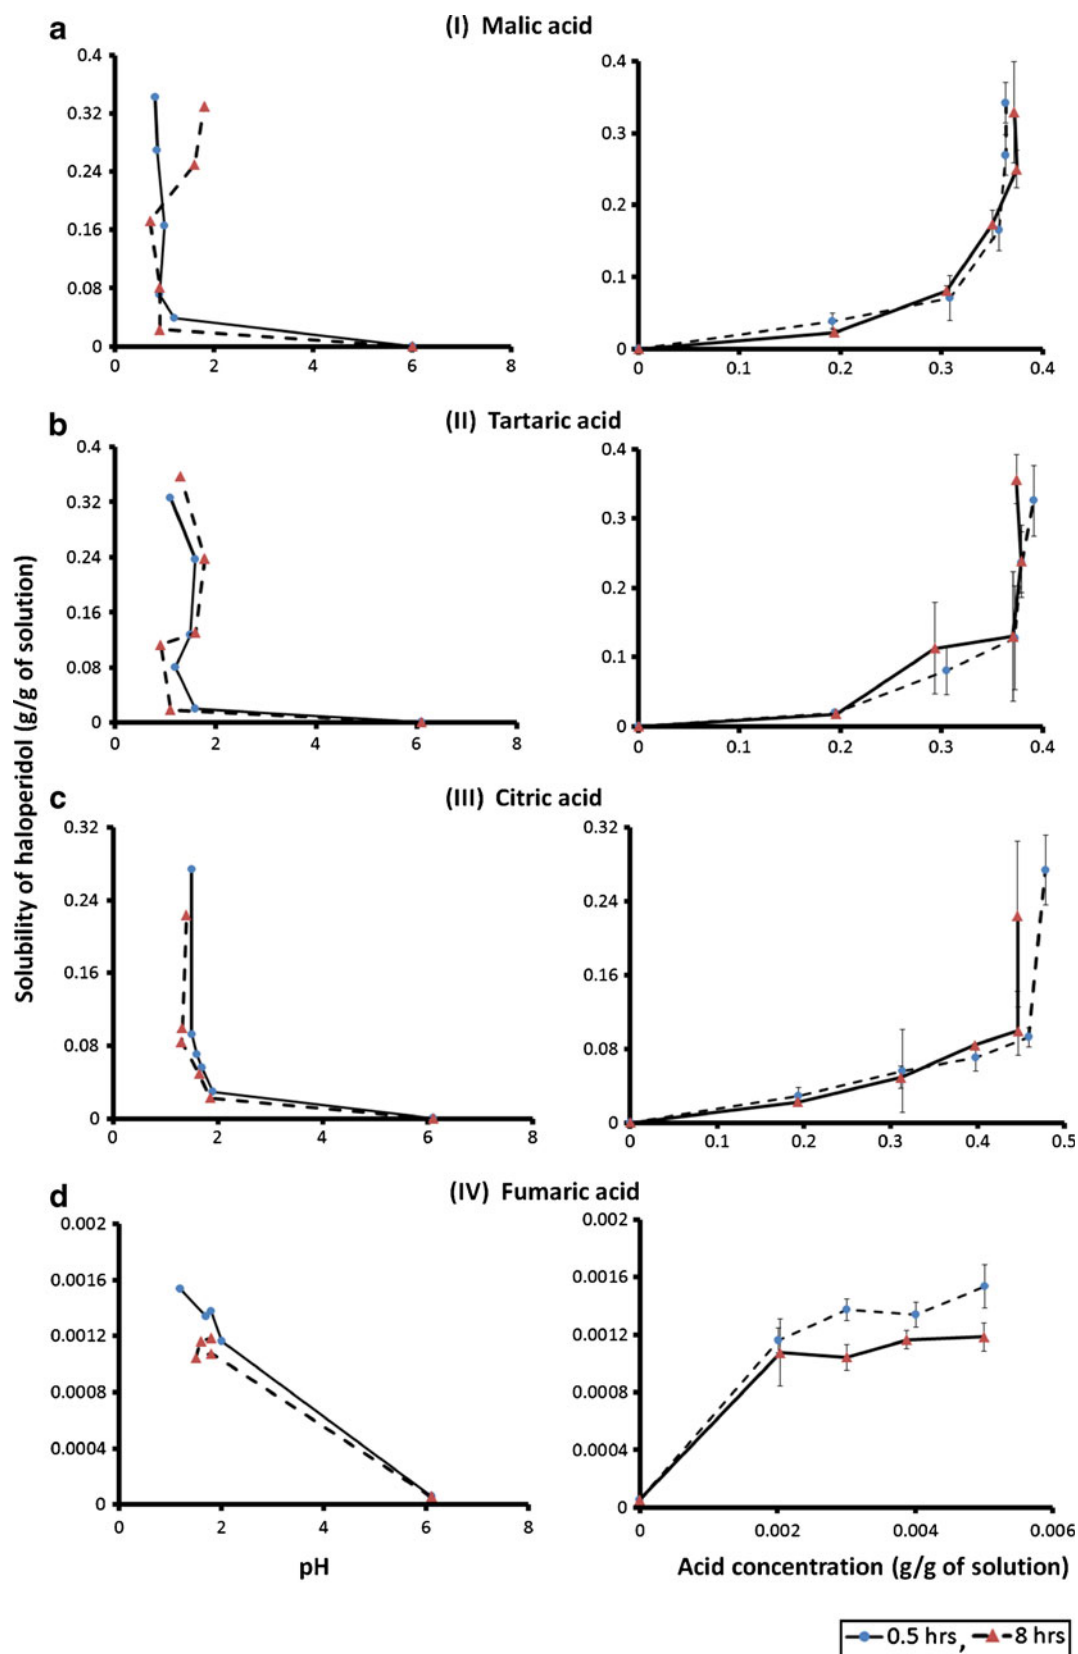 a
(I) Malic acid
0.4
0.32
0.24
0.16
0.08
0
0 2 4 6 8
0.4
0.3
0.2
0.1
0
0 0.1 0.2 0.3 0.4
b
(II) Tartaric acid
0.4
0.32
0.24
0.16
0.08
0
0 2 4 6 8
0.4
0.3
0.2
0.1
0
0 0.1 0.2 0.3 0.4
Solubility of haloperidol (g/g of solution)
c
(III) Citric acid
0.32
0.24
0.16
0.08
0
0 2 4 6 8
0.32
0.24
0.16
0.08
0
0 0.1 0.2 0.3 0.4 0.5
d
(IV) Fumaric acid
0.002
0.0016
0.0012
0.0008
0.0004
0
0 2 4 6 8
pH
0.002
0.0016
0.0012
0.0008
0.0004
0
0 0.002 0.004 0.006
Acid concentration (g/g of solution)
0.5 hrs, 8 hrs